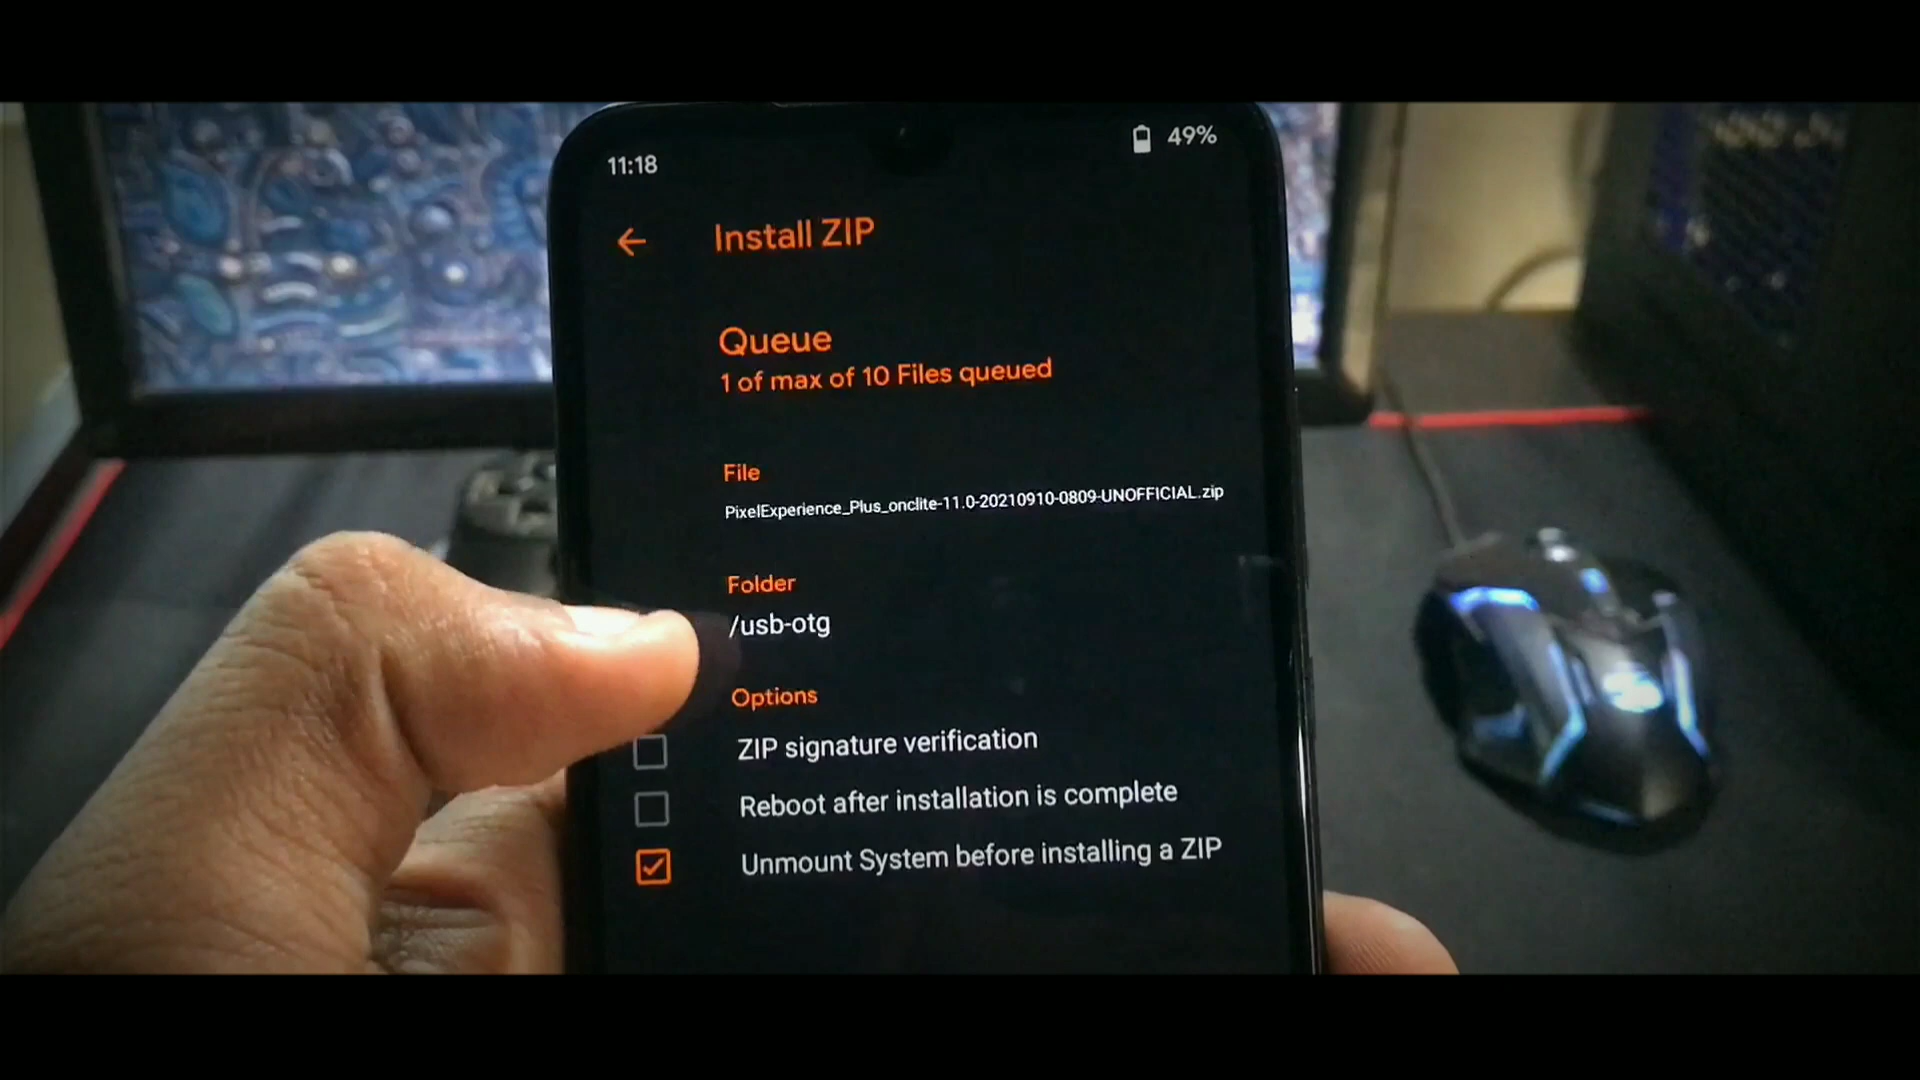 11:18
49%
Install ZIP
Queue
1 of max of 10 Files queued
File
PixelExperience_Plus_onclite-11.0-20210910-0809-UNOFFICIAL.zip
Folder
/usb-otg
Options
ZIP signature verification
Reboot after installation is complete
Unmount System before installing a ZIP